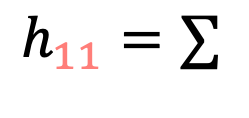 h₁₁ = ∑